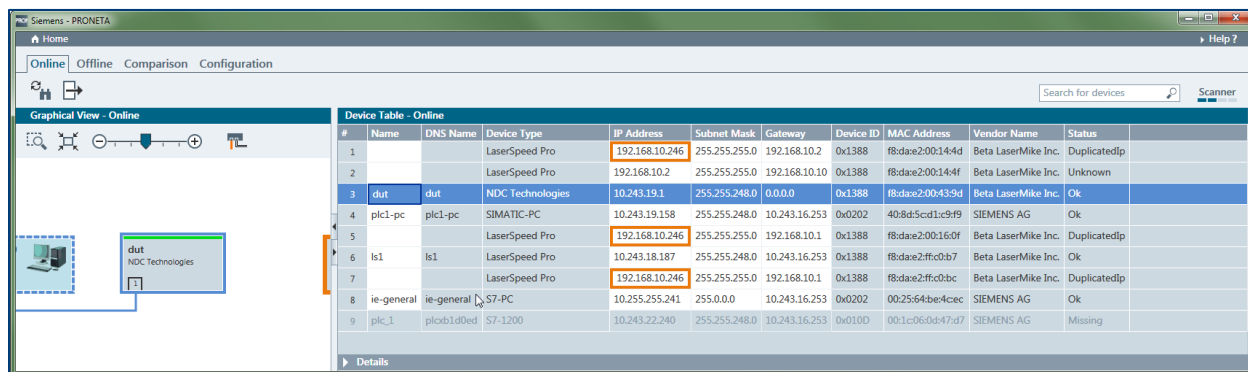 Siemens - PRONETA
Home Help ?
Online Offline Comparison Configuration
Search for devices Scanner
Graphical View - Online
dut
NDC Technologies
1
Device Table - Online
# Name DNS Name Device Type IP Address Subnet Mask Gateway Device ID MAC Address Vendor Name Status
1 LaserSpeed Pro 192.168.10.246 255.255.255.0 192.168.10.2 0x1388 f8:da:e2:00:14:4d Beta LaserMike Inc. DuplicatedIp
2 LaserSpeed Pro 192.168.10.2 255.255.255.0 192.168.10.10 0x1388 f8:da:e2:00:14:4f Beta LaserMike Inc. Unknown
3 dut dut NDC Technologies 10.243.19.1 255.255.248.0 0.0.0.0 0x1388 f8:da:e2:00:43:9d Beta LaserMike Inc. Ok
4 plc1-pc plc1-pc SIMATIC-PC 10.243.19.158 255.255.248.0 10.243.16.253 0x0202 40:8d:5c:d1:c9:f9 SIEMENS AG Ok
5 LaserSpeed Pro 192.168.10.246 255.255.255.0 192.168.10.1 0x1388 f8:da:e2:00:16:0f Beta LaserMike Inc. DuplicatedIp
6 ls1 ls1 LaserSpeed Pro 10.243.18.187 255.255.248.0 10.243.16.253 0x1388 f8:da:e2:ff:c0:b7 Beta LaserMike Inc. Ok
7 LaserSpeed Pro 192.168.10.246 255.255.255.0 192.168.10.1 0x1388 f8:da:e2:ff:c0:bc Beta LaserMike Inc. DuplicatedIp
8 ie-general ie-general S7-PC 10.255.255.241 255.0.0.0 10.243.16.253 0x0202 00:25:64:be:4c:ec SIEMENS AG Ok
9 plc_1 plcxb1d0ed S7-1200 10.243.22.240 255.255.248.0 10.243.16.253 0x010D 00:1c:06:0d:47:d7 SIEMENS AG Missing
Details